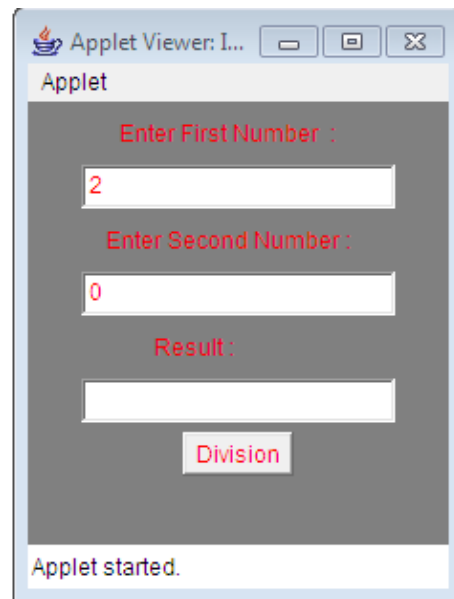 Applet Viewer: I...
Applet
Enter First Number :
2
Enter Second Number :
0
Result :
Division
Applet started.